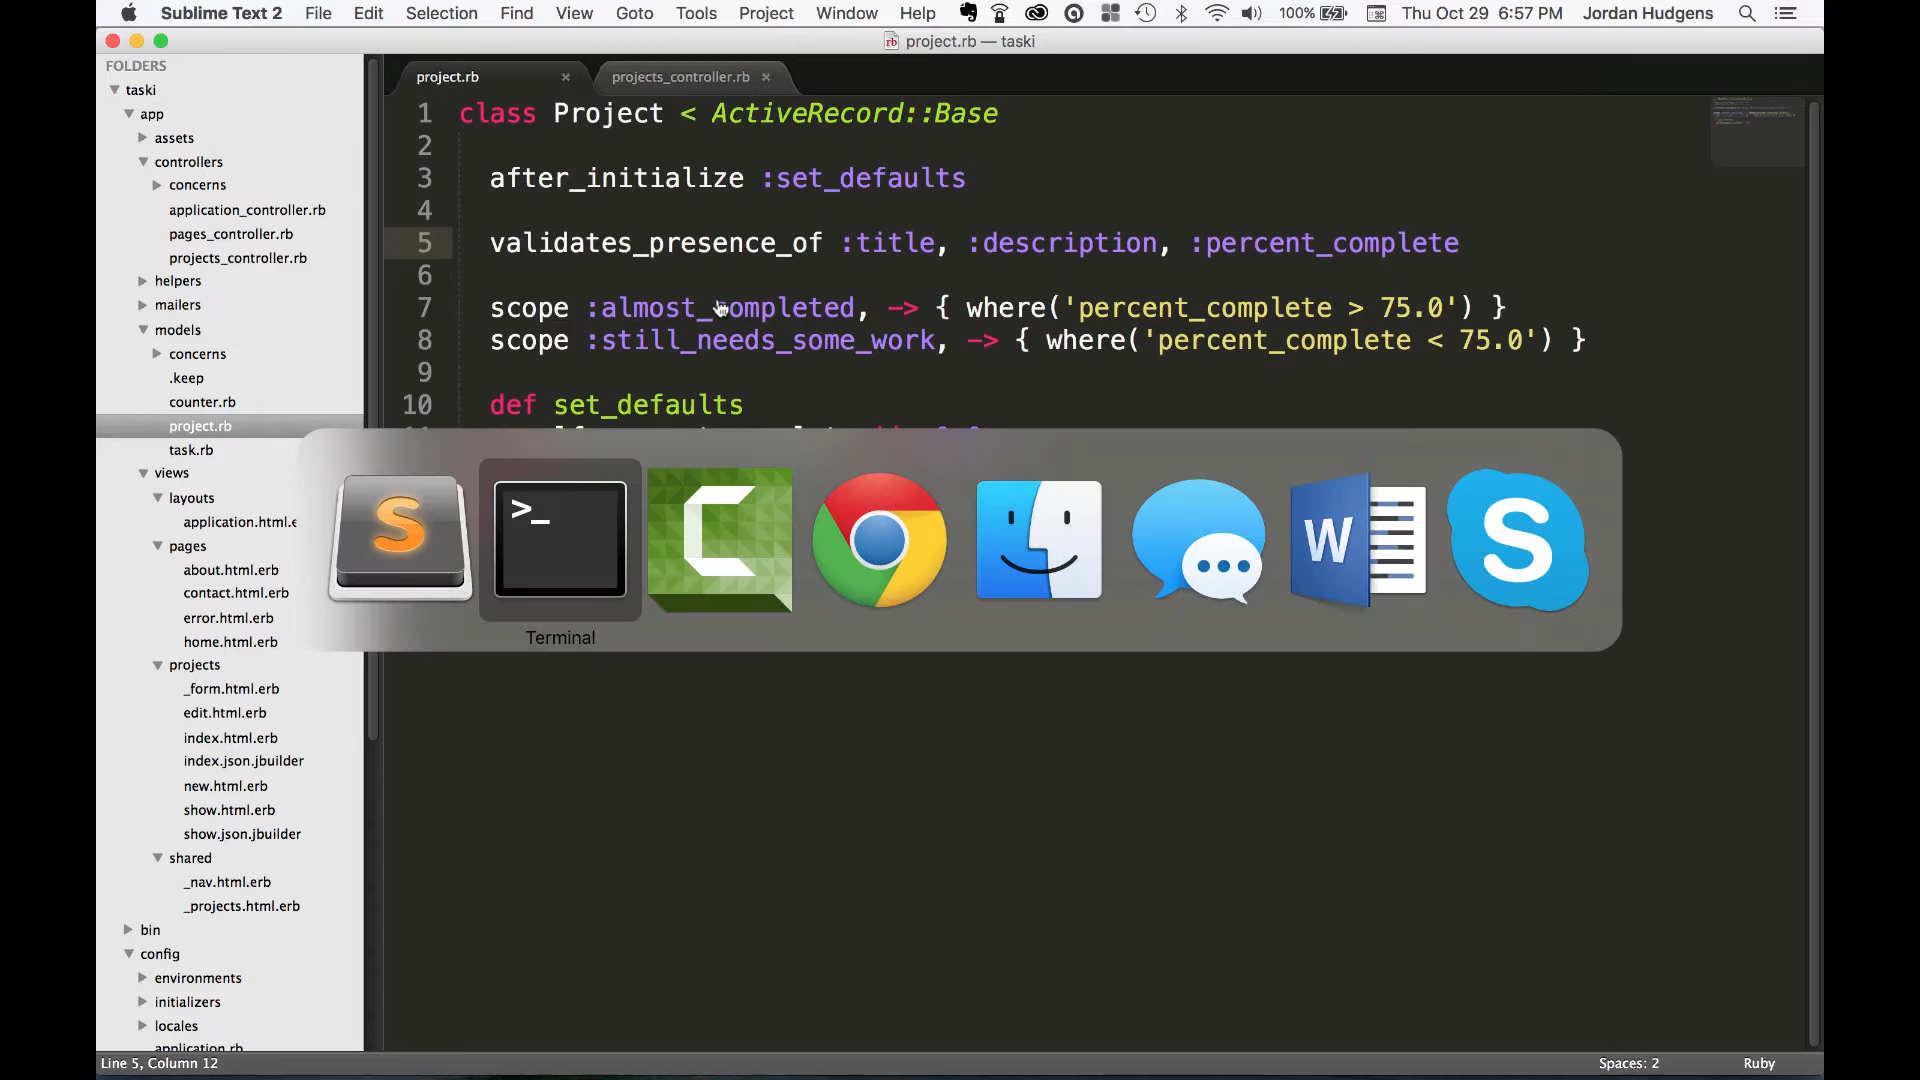 Sublime Text 2 File Edit Selection Find View Goto Tools Project Window Help 100% Thu Oct 29 6:57 PM Jordan Hudgens
project.rb — taski
FOLDERS
taski
app
assets
controllers
concerns
application_controller.rb
pages_controller.rb
projects_controller.rb
helpers
mailers
models
concerns
.keep
counter.rb
project.rb
task.rb
views
layouts
application.html.e
pages
about.html.erb
contact.html.erb
error.html.erb
home.html.erb
projects
_form.html.erb
edit.html.erb
index.html.erb
index.json.jbuilder
new.html.erb
show.html.erb
show.json.jbuilder
shared
_nav.html.erb
_projects.html.erb
bin
config
environments
initializers
locales
application.rb
project.rb × projects_controller.rb ×
1 class Project < ActiveRecord::Base
2
3 after_initialize :set_defaults
4
5 validates_presence_of :title, :description, :percent_complete
6
7 scope :almost_completed, -> { where('percent_complete > 75.0') }
8 scope :still_needs_some_work, -> { where('percent_complete < 75.0') }
9
10 def set_defaults
>_
Terminal
Line 5, Column 12
Spaces: 2 Ruby